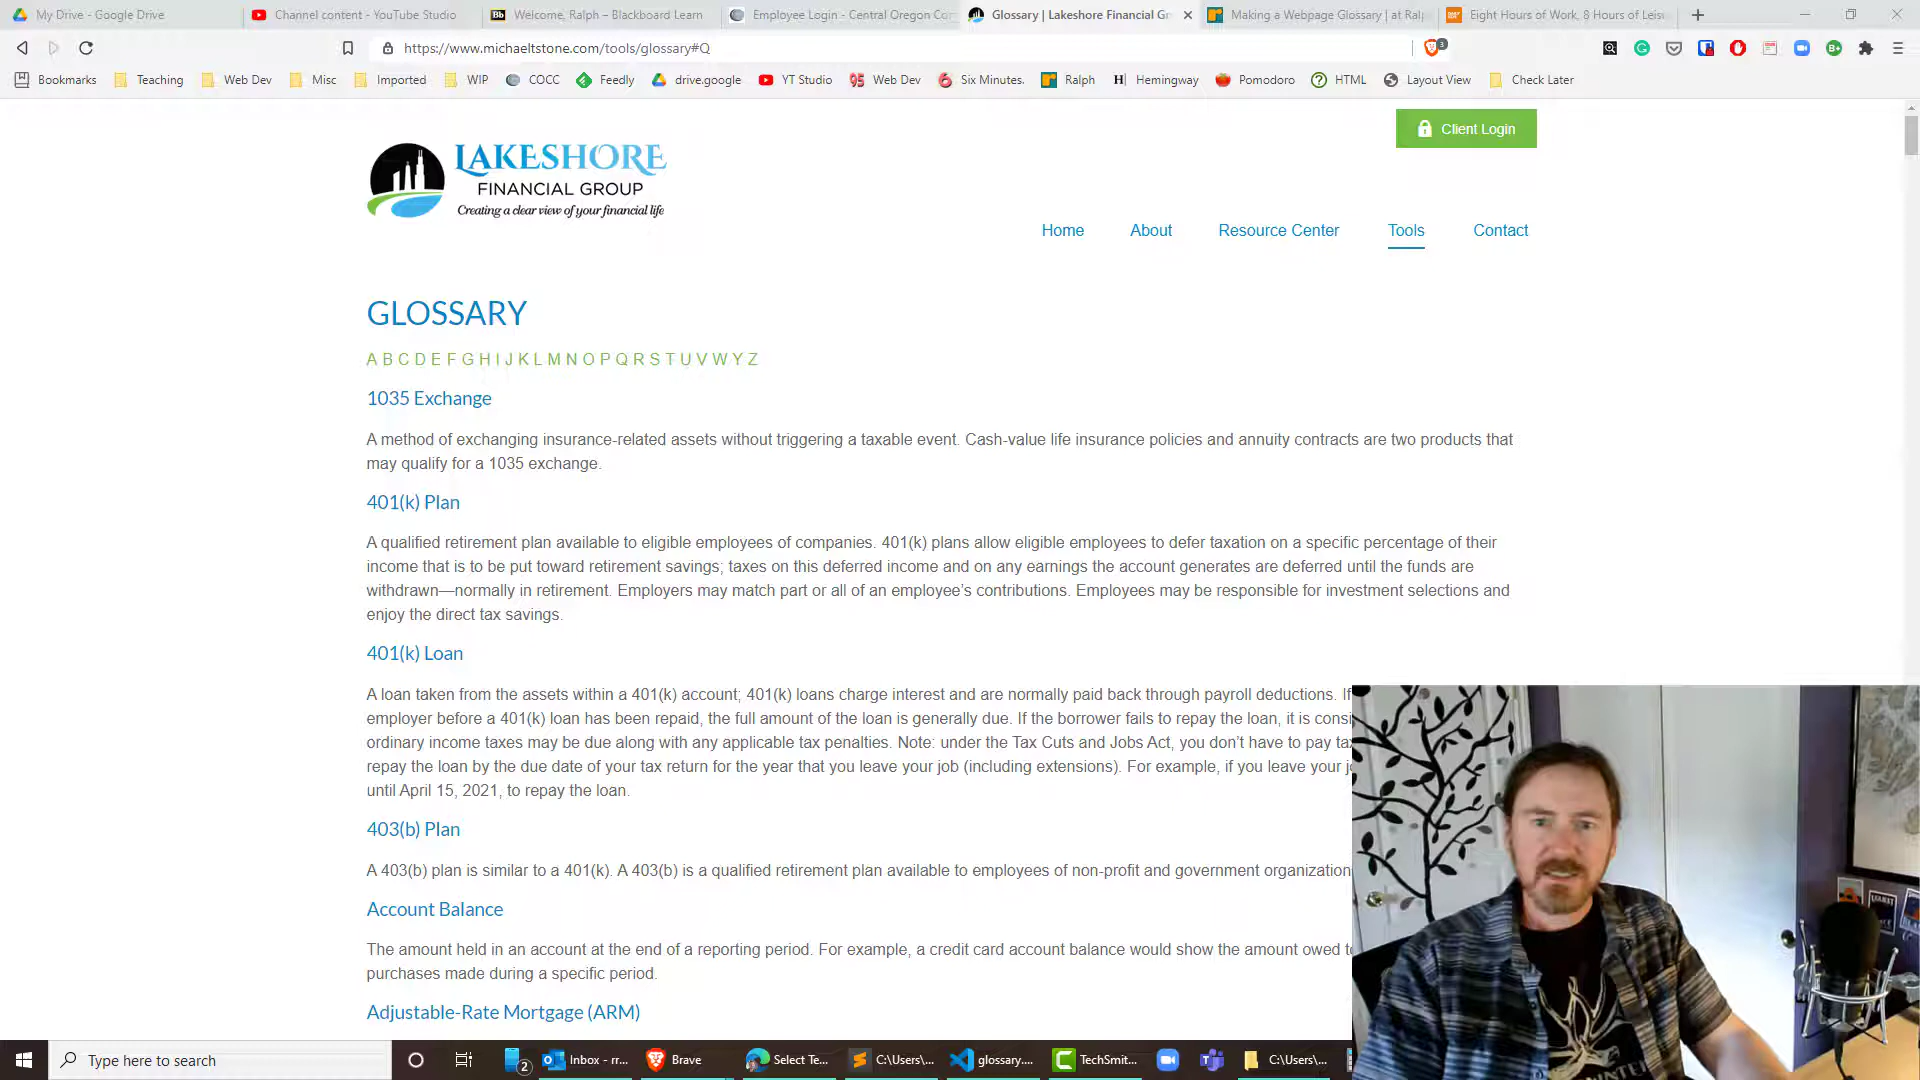 My Drive - Google Drive
Channel content - YouTube Studio
Welcome, Ralph – Blackboard Learn
Employee Login - Central Oregon Co
Glossary | Lakeshore Financial Gr
Making a Webpage Glossary | at Ralp
Eight Hours of Work, 8 Hours of Leis
https://www.michaeltstone.com/tools/glossary#Q
Bookmarks
Teaching
Web Dev
Misc
Imported
WIP
COCC
Feedly
drive.google
YT Studio
95 Web Dev
Six Minutes.
Ralph
Hemingway
Pomodoro
HTML
Layout View
Check Later
Client Login
LAKESHORE
FINANCIAL GROUP
Creating a clear view of your financial life
Home
About
Resource Center
Tools
Contact
GLOSSARY
A B C D E F G H I J K L M N O P Q R S T U V W Y Z
1035 Exchange
A method of exchanging insurance-related assets without triggering a taxable event. Cash-value life insurance policies and annuity contracts are two products that
may qualify for a 1035 exchange.
401(k) Plan
A qualified retirement plan available to eligible employees of companies. 401(k) plans allow eligible employees to defer taxation on a specific percentage of their
income that is to be put toward retirement savings; taxes on this deferred income and on any earnings the account generates are deferred until the funds are
withdrawn—normally in retirement. Employers may match part or all of an employee’s contributions. Employees may be responsible for investment selections and
enjoy the direct tax savings.
401(k) Loan
A loan taken from the assets within a 401(k) account; 401(k) loans charge interest and are normally paid back through payroll deductions. If
employer before a 401(k) loan has been repaid, the full amount of the loan is generally due. If the borrower fails to repay the loan, it is consi
ordinary income taxes may be due along with any applicable tax penalties. Note: under the Tax Cuts and Jobs Act, you don’t have to pay ta
repay the loan by the due date of your tax return for the year that you leave your job (including extensions). For example, if you leave your j
until April 15, 2021, to repay the loan.
403(b) Plan
A 403(b) plan is similar to a 401(k). A 403(b) is a qualified retirement plan available to employees of non-profit and government organization
Account Balance
The amount held in an account at the end of a reporting period. For example, a credit card account balance would show the amount owed t
purchases made during a specific period.
Adjustable-Rate Mortgage (ARM)
Type here to search
2
Inbox - rr...
Brave
Select Te...
C:\Users\...
glossary....
TechSmit...
C:\Users\...